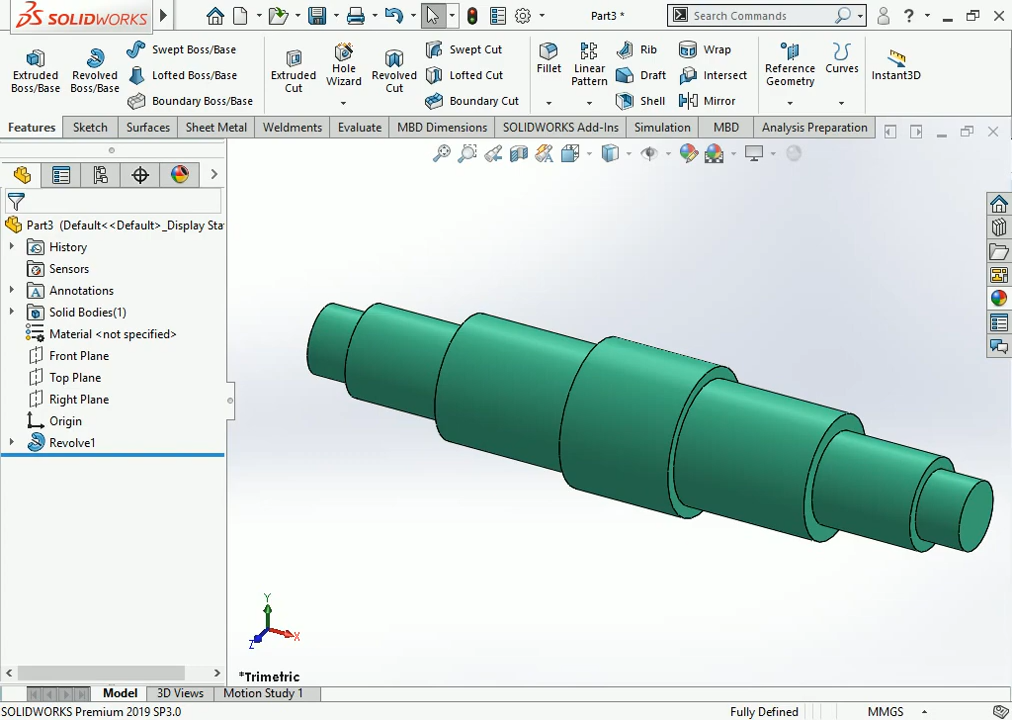 SOLIDWORKS
Part3 *
Search Commands
?
Extruded Boss/Base
Revolved Boss/Base
Swept Boss/Base
Lofted Boss/Base
Boundary Boss/Base
Extruded Cut
Hole Wizard
Revolved Cut
Swept Cut
Lofted Cut
Boundary Cut
Fillet
Linear Pattern
Rib
Draft
Shell
Wrap
Intersect
Mirror
Reference Geometry
Curves
Instant3D
Features
Sketch
Surfaces
Sheet Metal
Weldments
Evaluate
MBD Dimensions
SOLIDWORKS Add-Ins
Simulation
MBD
Analysis Preparation
Part3 (Default<<Default>_Display Sta
History
Sensors
Annotations
Solid Bodies(1)
Material <not specified>
Front Plane
Top Plane
Right Plane
Origin
Revolve1
Y
X
Z
*Trimetric
Model
3D Views
Motion Study 1
SOLIDWORKS Premium 2019 SP3.0
Fully Defined
MMGS